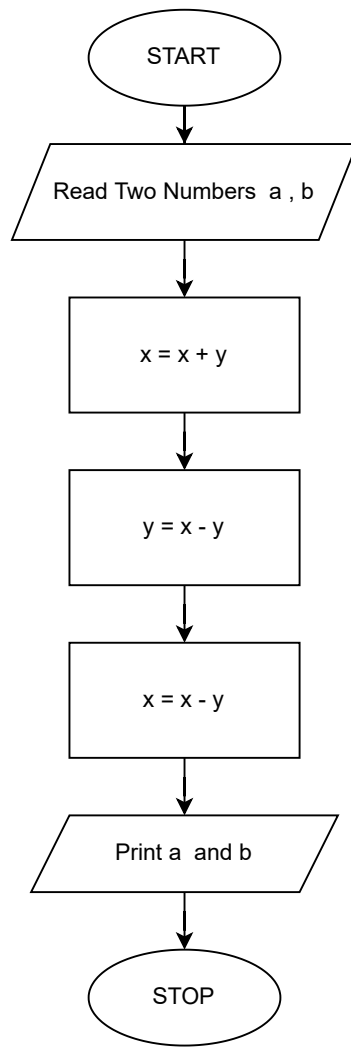 START
Read Two Numbers a , b
x = x + y
y = x - y
x = x - y
Print a and b
STOP